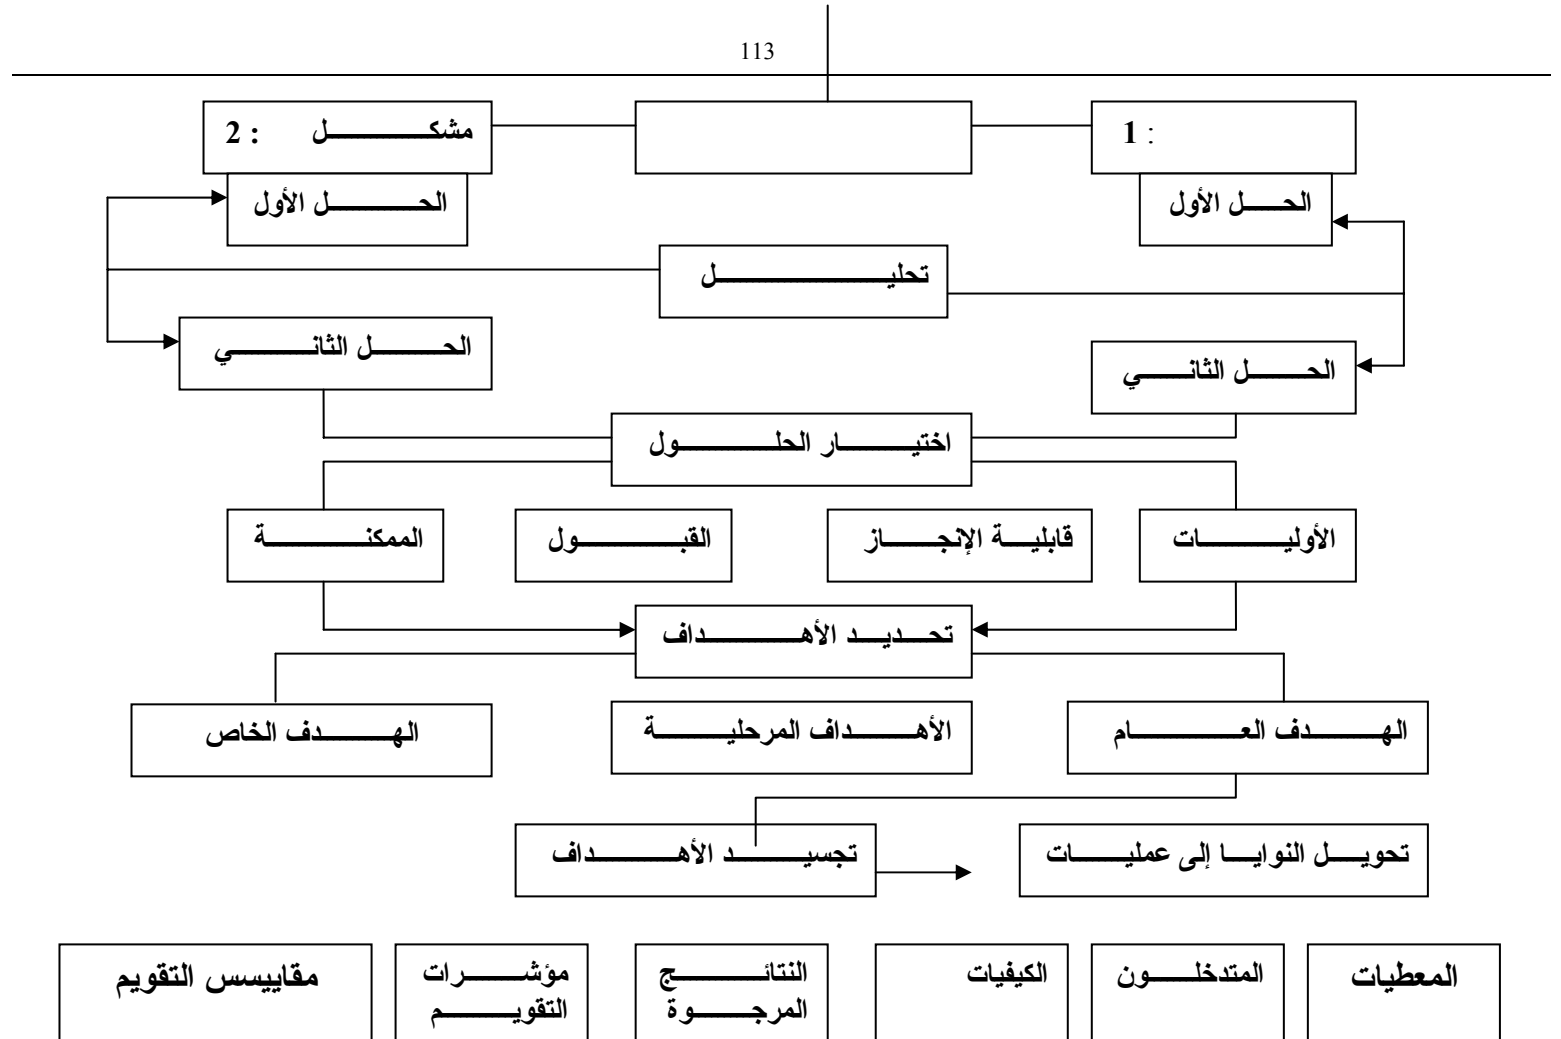 113
1 :
مشكل : 2
الحل الأول
الحل الأول
تحليل
الحل الثاني
الحل الثاني
اختيار الحلول
الأوليات
قابلية الإنجاز
القبول
الممكنة
تحديد الأهداف
الهدف العام
الأهداف المرحلية
الهدف الخاص
تجسيد الأهداف
تحويل النوايا إلى عمليات
المعطيات
المتدخلون
الكيفيات
النتائج
المرجوة
مؤشرات
التقويم
مقاييسس التقويم